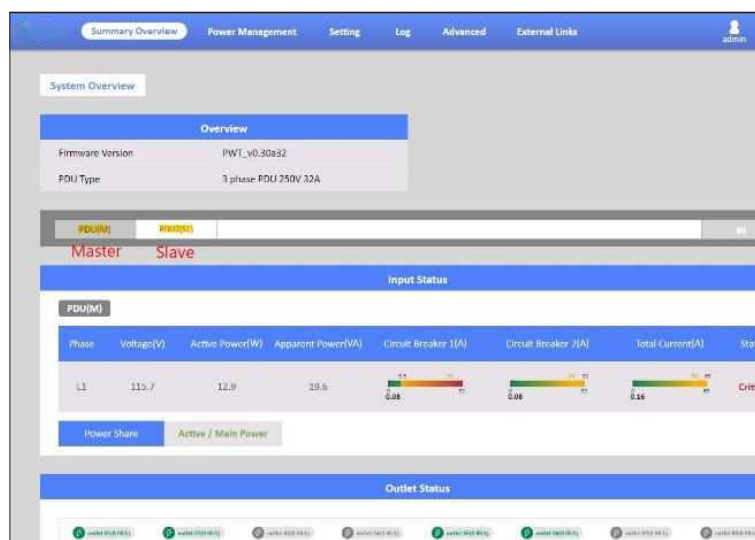 Summary Overview Power Management Setting Log Advanced External Links admin
System Overview
Overview
Firmware Version PWT_v0.30a32
PDU Type 3 phase PDU 250V 32A
PDU(M)
Master Slave
Input Status
PDU(M)
Phase Voltage(V) Active Power(W) Apparent Power(VA) Circuit Breaker 1(A) Circuit Breaker 2(A) Total Current(A) Sta
L1 115.7 12.9 19.6 0.08 0.08 0.16 Crit
Power Share Active / Main Power
Outlet Status